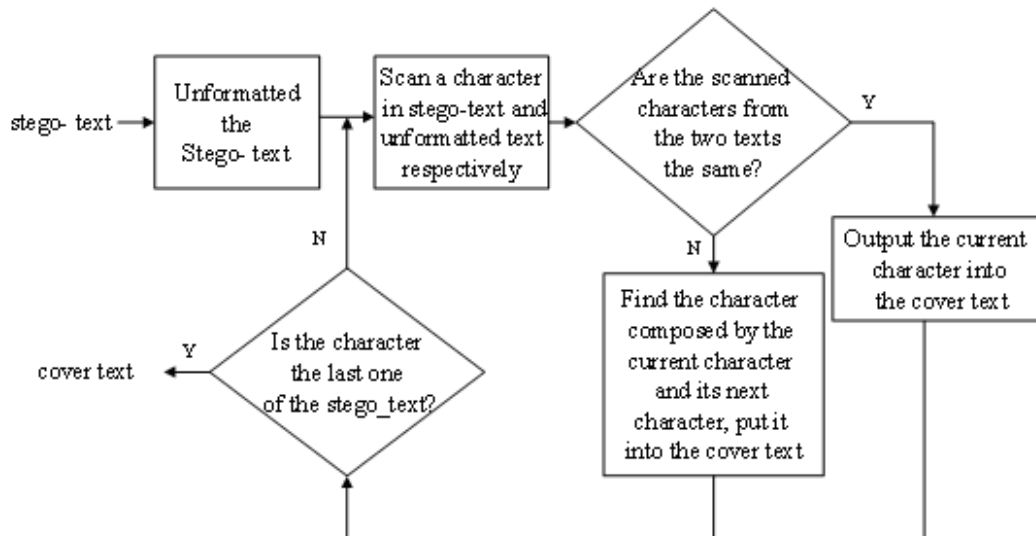 stego- text
Unformatted
the
Stego- text
Scan a character
in stego-text and
unformatted text
respectively
Are the scanned
characters from
the two texts
the same?
Y
N
Output the current
character into
the cover text
Find the character
composed by the
current character
and its next
character, put it
into the cover text
Is the character
the last one
of the stego_text?
N
Y
cover text